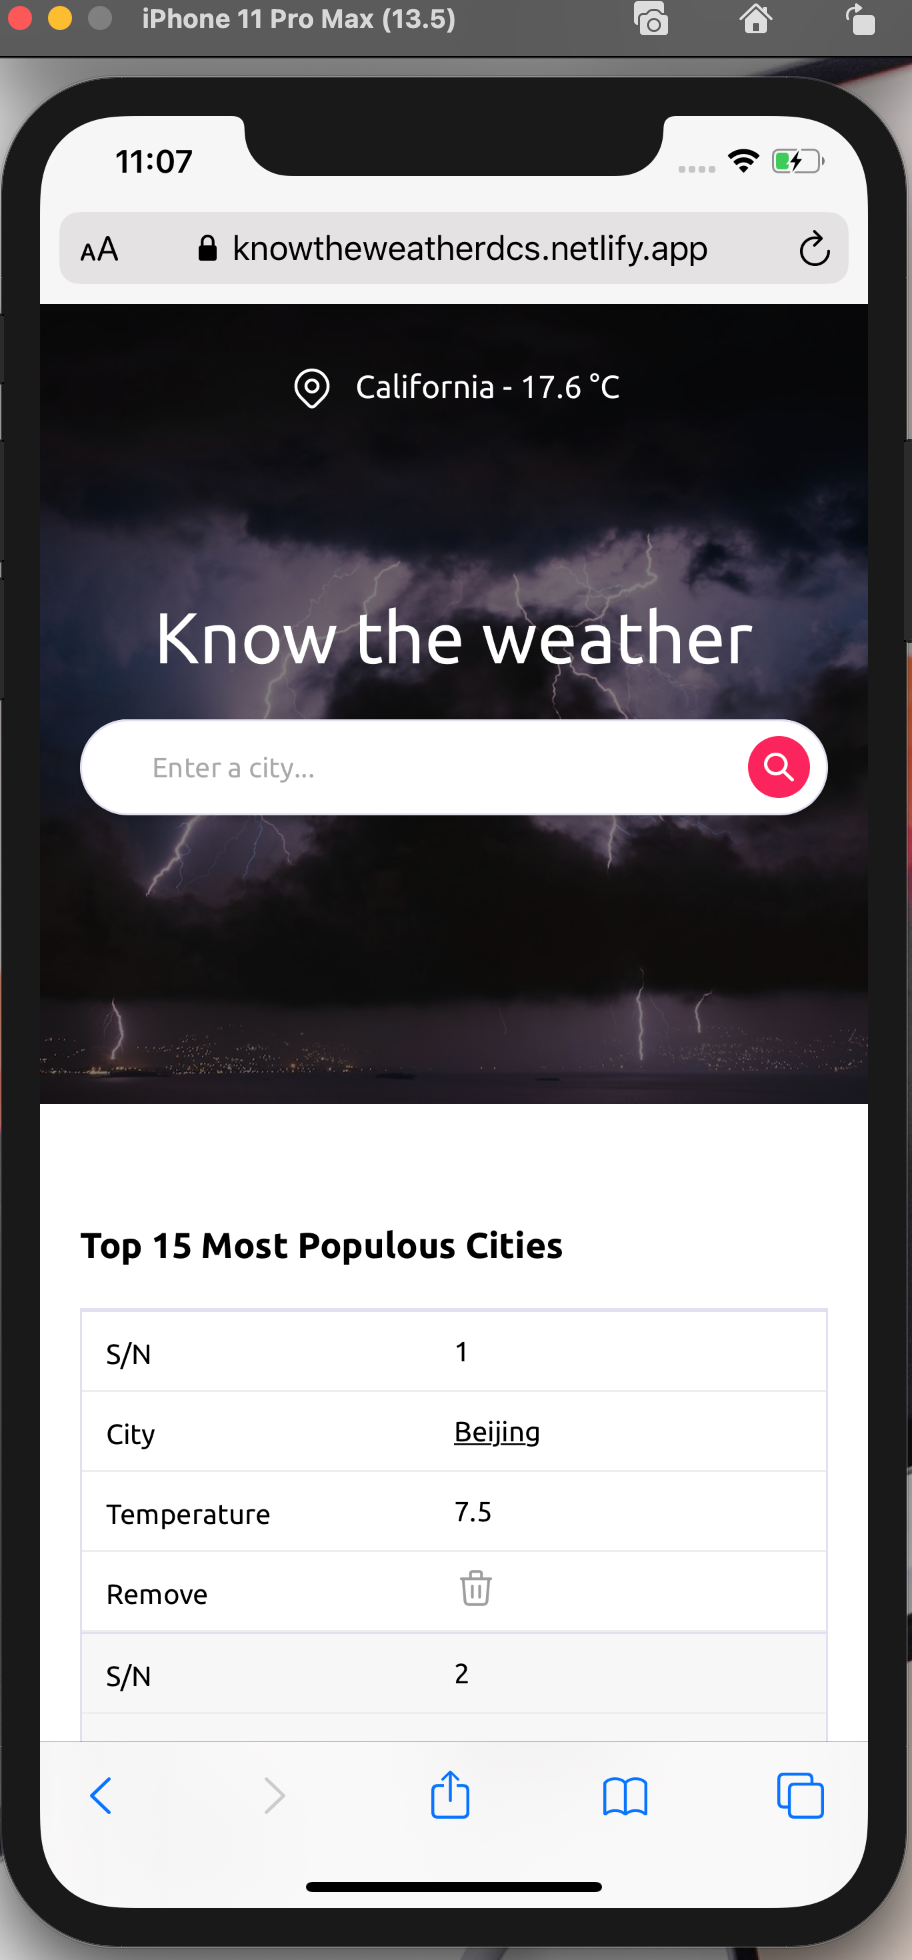 iPhone 11 Pro Max (13.5)
11:07
AA knowtheweatherdcs.netlify.app
California - 17.6 °C
Know the weather
Enter a city...
Top 15 Most Populous Cities
S/N 1
City Beijing
Temperature 7.5
Remove
S/N 2